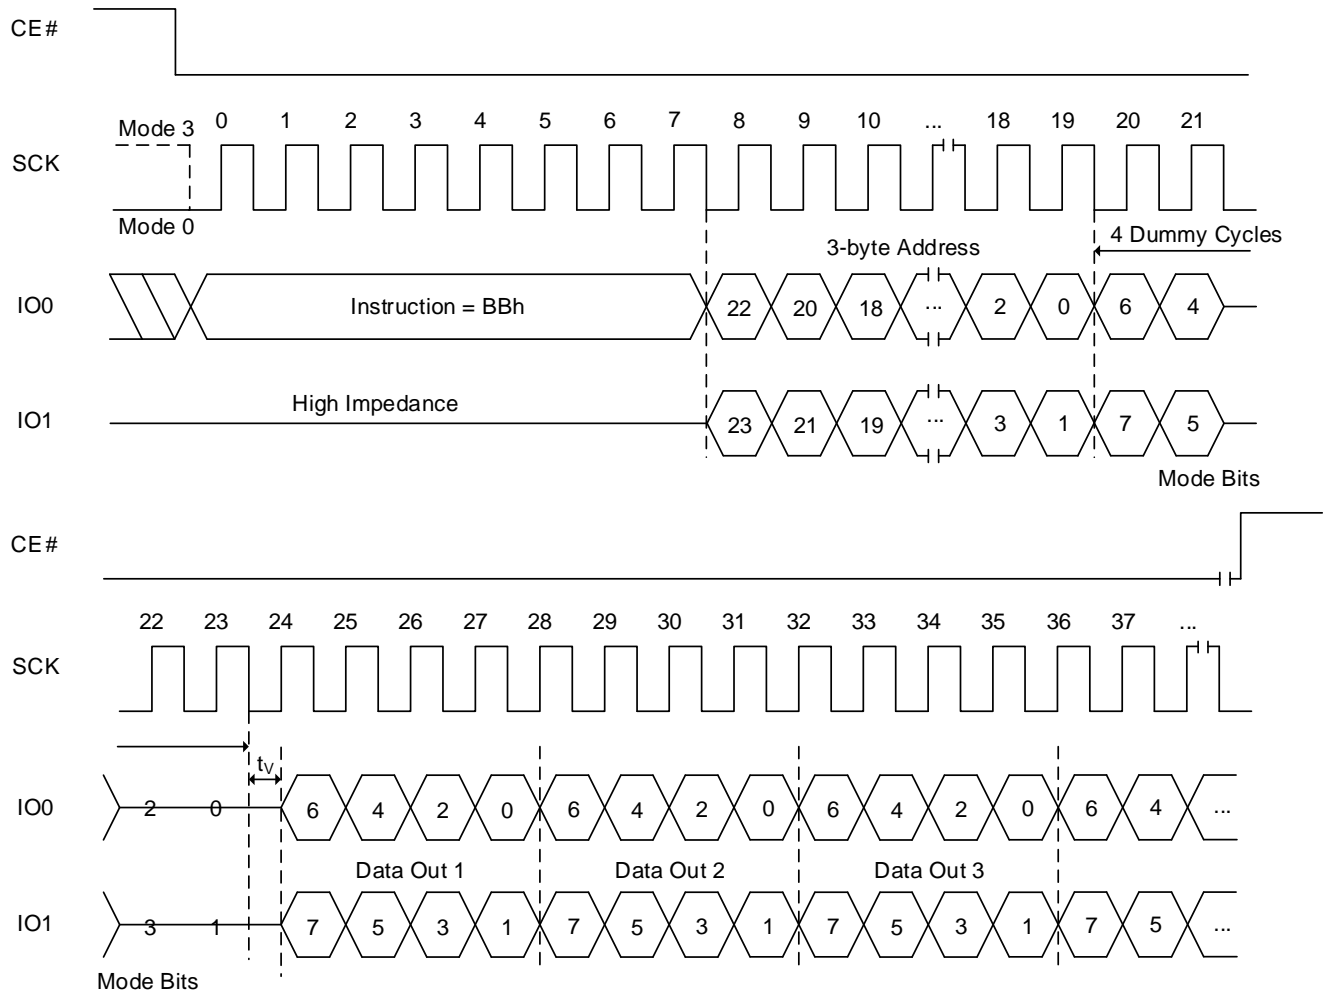 CE#
Mode 3 0 1 2 3 4 5 6 7 8 9 10 ... 18 19 20 21
SCK
Mode 0
3-byte Address 4 Dummy Cycles
IO0 Instruction = BBh 22 20 18 ... 2 0 6 4
High Impedance
IO1 23 21 19 ... 3 1 7 5
Mode Bits
CE#
22 23 24 25 26 27 28 29 30 31 32 33 34 35 36 37 ...
SCK
tV
IO0 2 0 6 4 2 0 6 4 2 0 6 4 2 0 6 4 ...
Data Out 1 Data Out 2 Data Out 3
IO1 3 1 7 5 3 1 7 5 3 1 7 5 3 1 7 5 ...
Mode Bits